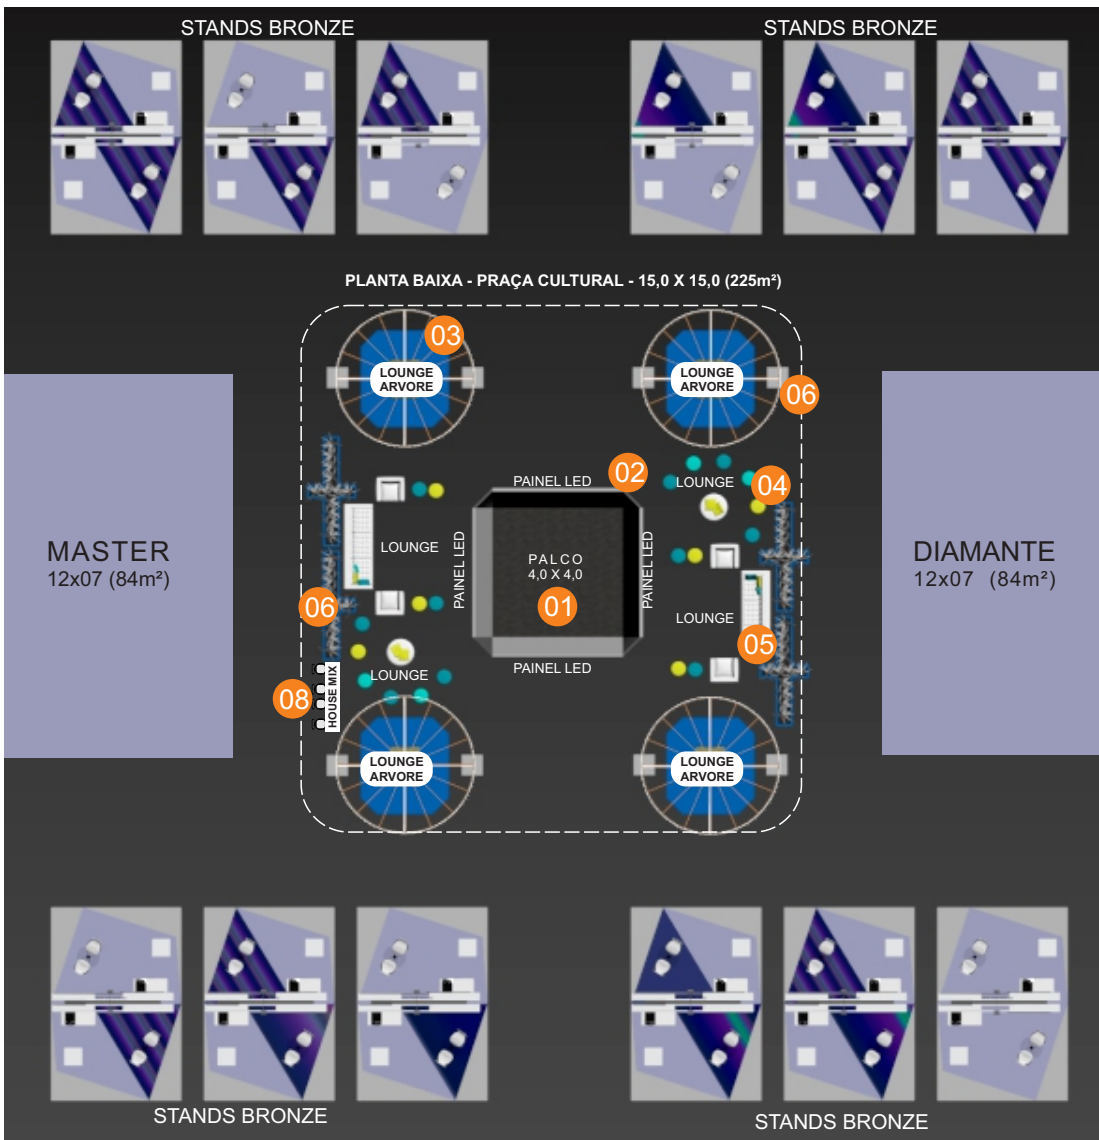 STANDS BRONZE
STANDS BRONZE
PLANTA BAIXA - PRAÇA CULTURAL - 15,0 X 15,0 (225m²)
03
LOUNGE
ARVORE
LOUNGE
ARVORE
06
02
PAINEL LED
LOUNGE
04
MASTER
12x07 (84m²)
LOUNGE
PAINEL LED
PALCO
4,0 X 4,0
01
PAINEL LED
DIAMANTE
12x07 (84m²)
06
LOUNGE
05
PAINEL LED
LOUNGE
08
HOUSE MIX
LOUNGE
ARVORE
LOUNGE
ARVORE
STANDS BRONZE
STANDS BRONZE